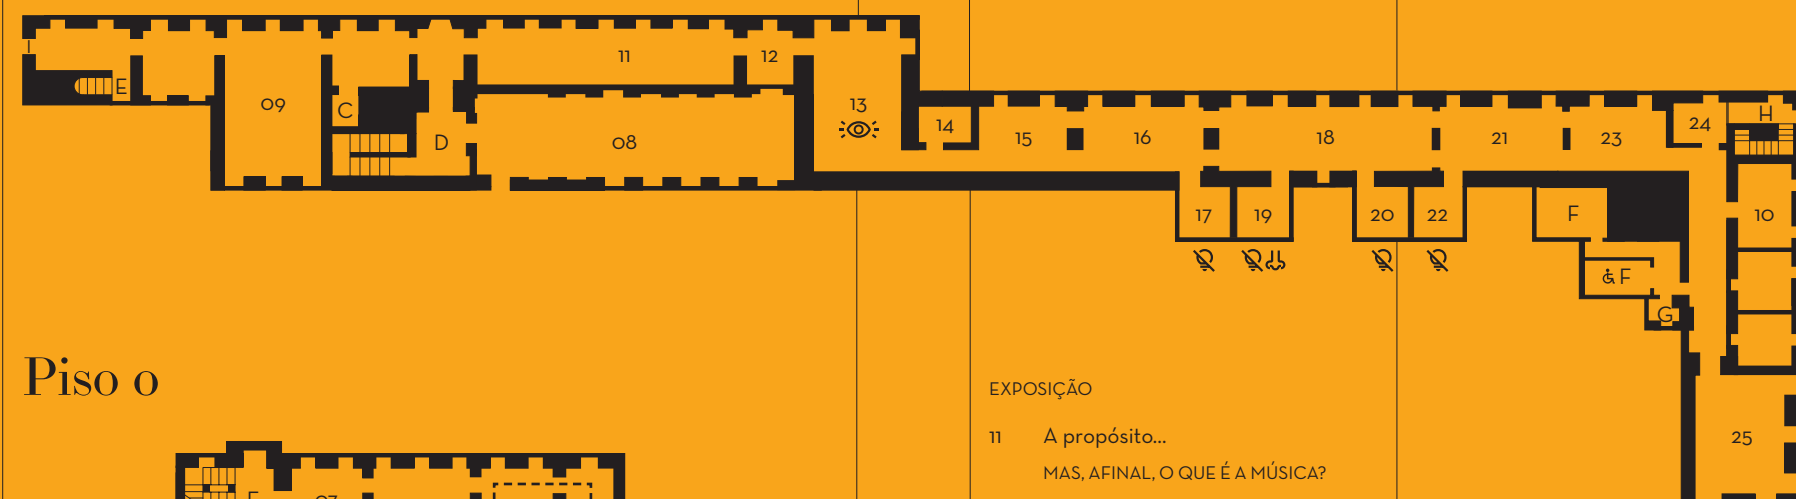 11
12
E
09
C
13
H
24
14
15
16
18
21
23
D
08
17
19
20
22
F
10
F
G
Piso 0
EXPOSIÇÃO
11 A propósito...
MAS, AFINAL, O QUE É A MÚSICA?
25